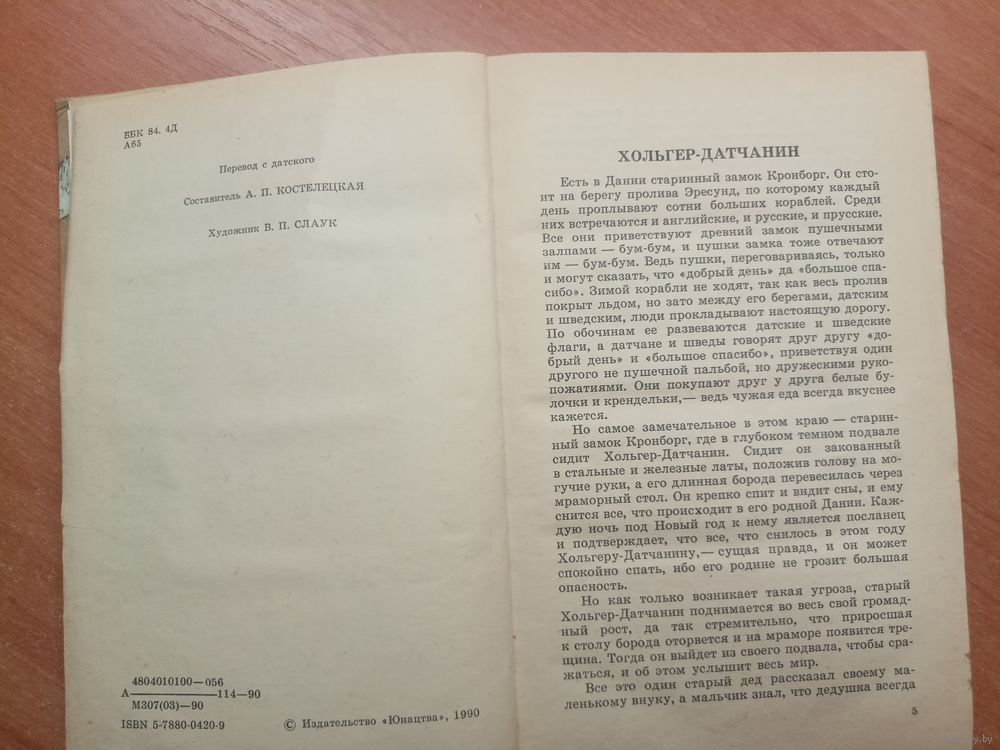 ББК 84. 4Д
А65
Перевод с датского
Составитель А. П. КОСТЕЛЕЦКАЯ
Художник В. П. СЛАУК
4804010100—056
А————114—90
М307(03)—90
ISBN 5-7880-0420-9
© Издательство «Юнацтва», 1990
ХОЛЬГЕР-ДАТЧАНИН
Есть в Дании старинный замок Кронборг. Он сто-
ит на берегу пролива Эресунд, по которому каждый
день проплывают сотни больших кораблей. Среди
них встречаются и английские, и русские, и прусские.
Все они приветствуют древний замок пушечными
залпами — бум-бум, и пушки замка тоже отвечают
им — бум-бум. Ведь пушки, переговариваясь, только
и могут сказать, что «добрый день» да «большое спа-
сибо». Зимой корабли не ходят, так как весь пролив
покрыт льдом, но зато между его берегами, датским
и шведским, люди прокладывают настоящую дорогу.
По обочинам ее развеваются датские и шведские
флаги, а датчане и шведы говорят друг другу «до-
брый день» и «большое спасибо», приветствуя один
другого не пушечной пальбой, но дружескими руко-
пожатиями. Они покупают друг у друга белые бу-
лочки и крендельки,— ведь чужая еда всегда вкуснее
кажется.
Но самое замечательное в этом краю — старин-
ный замок Кронборг, где в глубоком темном подвале
сидит Хольгер-Датчанин. Сидит он закованный
в стальные и железные латы, положив голову на мо-
гучие руки, а его длинная борода перевесилась через
мраморный стол. Он крепко спит и видит сны, и ему
снится все, что происходит в его родной Дании. Каж-
дую ночь под Новый год к нему является посланец
и подтверждает, что все, что снилось в этом году
Хольгеру-Датчанину,— сущая правда, и он может
спокойно спать, ибо его родине не грозит большая
опасность.
Но как только возникает такая угроза, старый
Хольгер-Датчанин поднимается во весь свой громад-
ный рост, да так стремительно, что приросшая
к столу борода оторвется и на мраморе появится тре-
щина. Тогда он выйдет из своего подвала, чтобы сра-
жаться, и об этом услышит весь мир.
Все это один старый дед рассказал своему ма-
ленькому внуку, а мальчик знал, что дедушка всегда
5